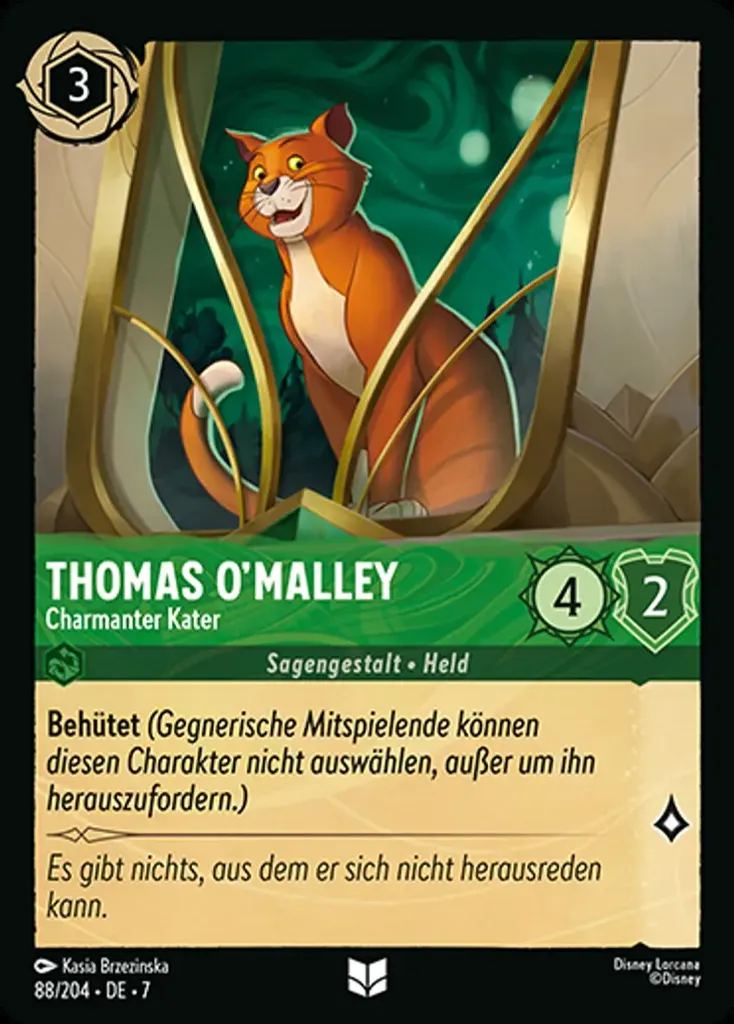 3
THOMAS O'MALLEY
Charmanter Kater
4
2
Sagengestalt • Held
Behütet (Gegnerische Mitspielende können
diesen Charakter nicht auswählen, außer um ihn
herauszufordern.)
Es gibt nichts, aus dem er sich nicht herausreden
kann.
Kasia Brzezinska
88/204 • DE • 7
Disney Lorcana
©Disney